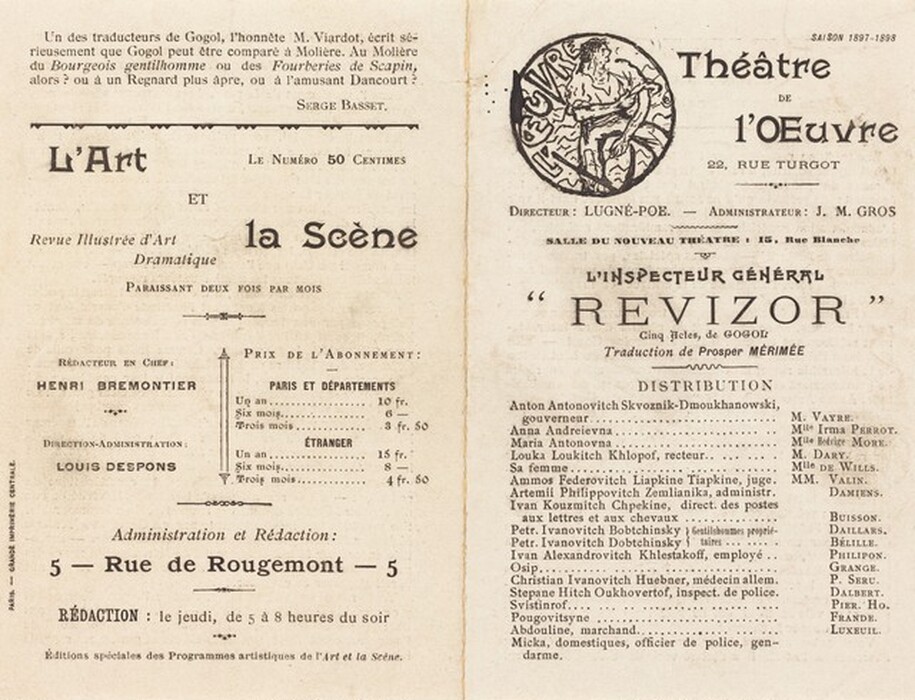 Un des traducteurs de Gogol, l'honnête M. Viardot, écrit sé-
rieusement que Gogol peut être comparé à Molière. Au Molière
du Bourgeois gentilhomme ou des Fourberies de Scapin,
alors ? ou à un Regnard plus âpre, ou à l'amusant Dancourt ?
SERGE BASSET.
L'Art
LE NUMÉRO 50 CENTIMES
ET
la Scène
Revue Illustrée d'Art
Dramatique
PARAISSANT DEUX FOIS PAR MOIS
RÉDACTEUR EN CHEF :
HENRI BREMONTIER
DIRECTION-ADMINISTRATION :
LOUIS DESPONS
PRIX DE L'ABONNEMENT :
PARIS ET DÉPARTEMENTS
Un an .................. 10 fr.
Six mois................ 6 —
Trois mois .............. 3 fr. 50
ÉTRANGER
Un an .................. 15 fr.
Six mois................ 8 —
Trois mois.............. 4 fr. 50
Administration et Rédaction :
5 — Rue de Rougemont — 5
RÉDACTION : le jeudi, de 5 à 8 heures du soir
Éditions spéciales des Programmes artistiques de l'Art et la Scène.
PARIS. — GRANDE IMPRIMERIE CENTRALE.
SAISON 1897-1898
L'ŒUVRE
Théâtre
DE
l'Œuvre
22, RUE TURGOT
DIRECTEUR : LUGNÉ-POE. — ADMINISTRATEUR : J. M. GROS
SALLE DU NOUVEAU THÉATRE : 15, Rue Blanche
L'INSPECTEUR GÉNÉRAL
“ REVIZOR ”
Cinq Actes, de GOGOL
Traduction de Prosper MÉRIMÉE
DISTRIBUTION
Anton Antonovitch Skvoznik-Dmoukhanowski,
gouverneur .......................... M. VAYRE.
Anna Andreievna ..................... Mlle Irma PERROT.
Maria Antonovna ..................... Mlle MORE.
Louka Loukitch Khlopof, recteur.. ..... M. DARY.
Sa femme............................ Mlle DE WILLS.
Ammos Federovitch Liapkine Tiapkine, juge. MM. VALIN.
Artemii Philippovitch Zemlianika, administr. DAMIENS.
Ivan Kouzmitch Chpekine, direct. des postes
aux lettres et aux chevaux .............. BUISSON.
Petr. Ivanovitch Bobtchinsky } Gentilshommes proprié- DAILLARS.
Petr. Ivanovitch Dobtchinsky { taires ... ... BÉLILLE.
Ivan Alexandrovitch Khlestakoff, employé .. PHILIPON.
Osip................................ GRANGE.
Christian Ivanovitch Huebner, médecin allem. P. SERU.
Stepane Hitch Oukhovertof, inspect. de police. DALBERT.
Svistinrof.... ....................... PIER. HO.
Pougovitsyne ........................ FRANDE.
Abdouline, marchand................... LUXEUIL.
Micka, domestiques, officier de police, gen-
darme.